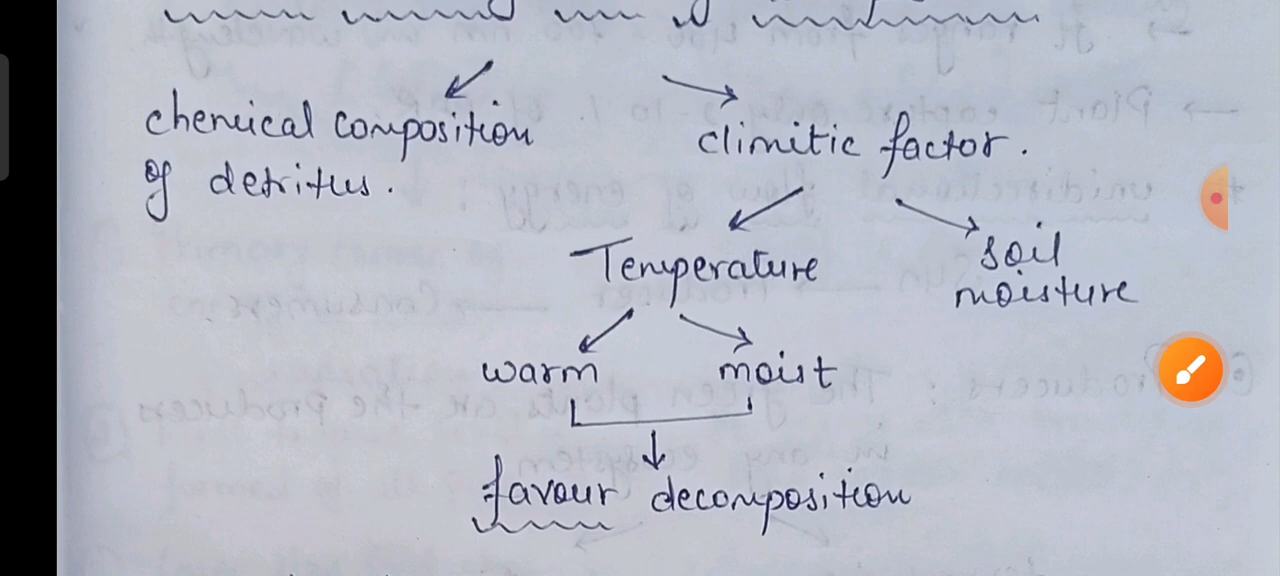 chemical composition
of detritus.
climitic factor.
Temperature
soil
moisture
warm moist
favour decomposition